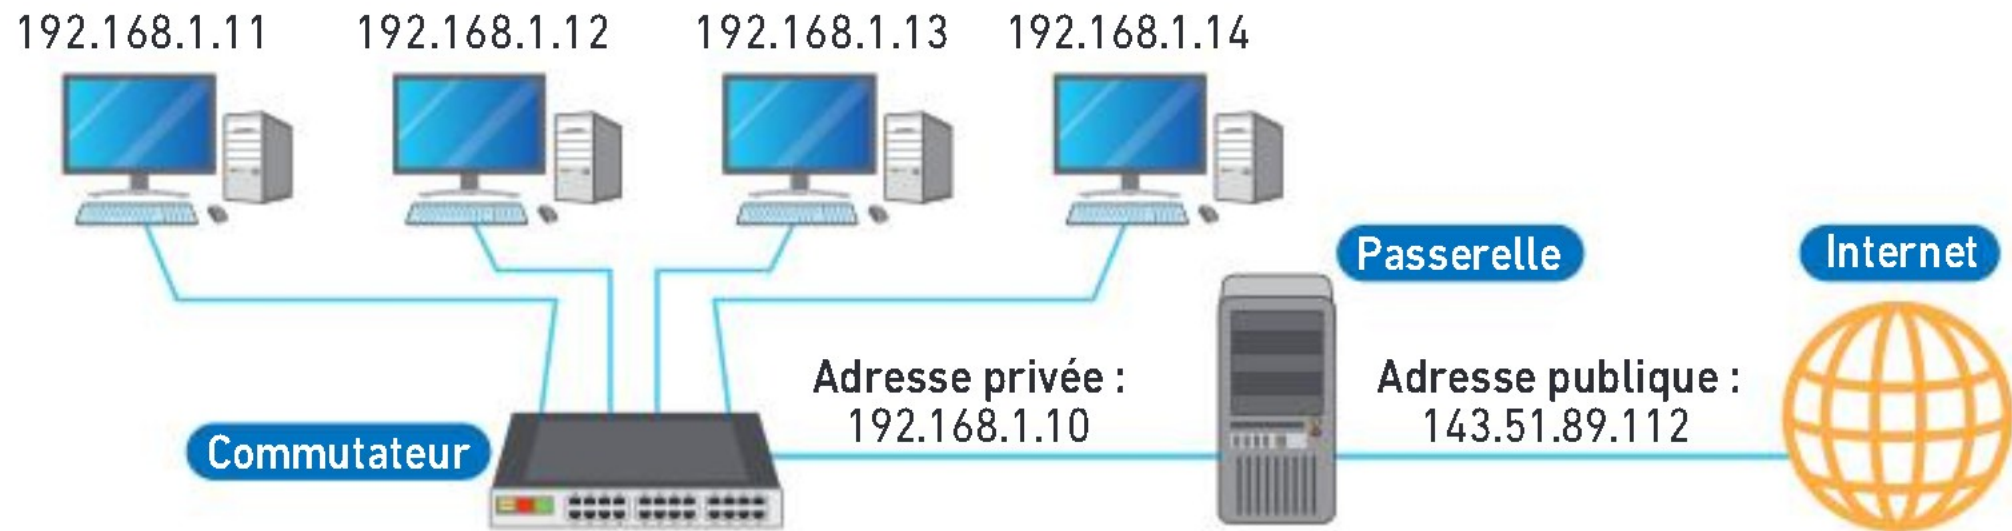 192.168.1.11
192.168.1.12
192.168.1.13
192.168.1.14
Passerelle
Internet
Adresse privée :
192.168.1.10
Adresse publique :
143.51.89.112
Commutateur